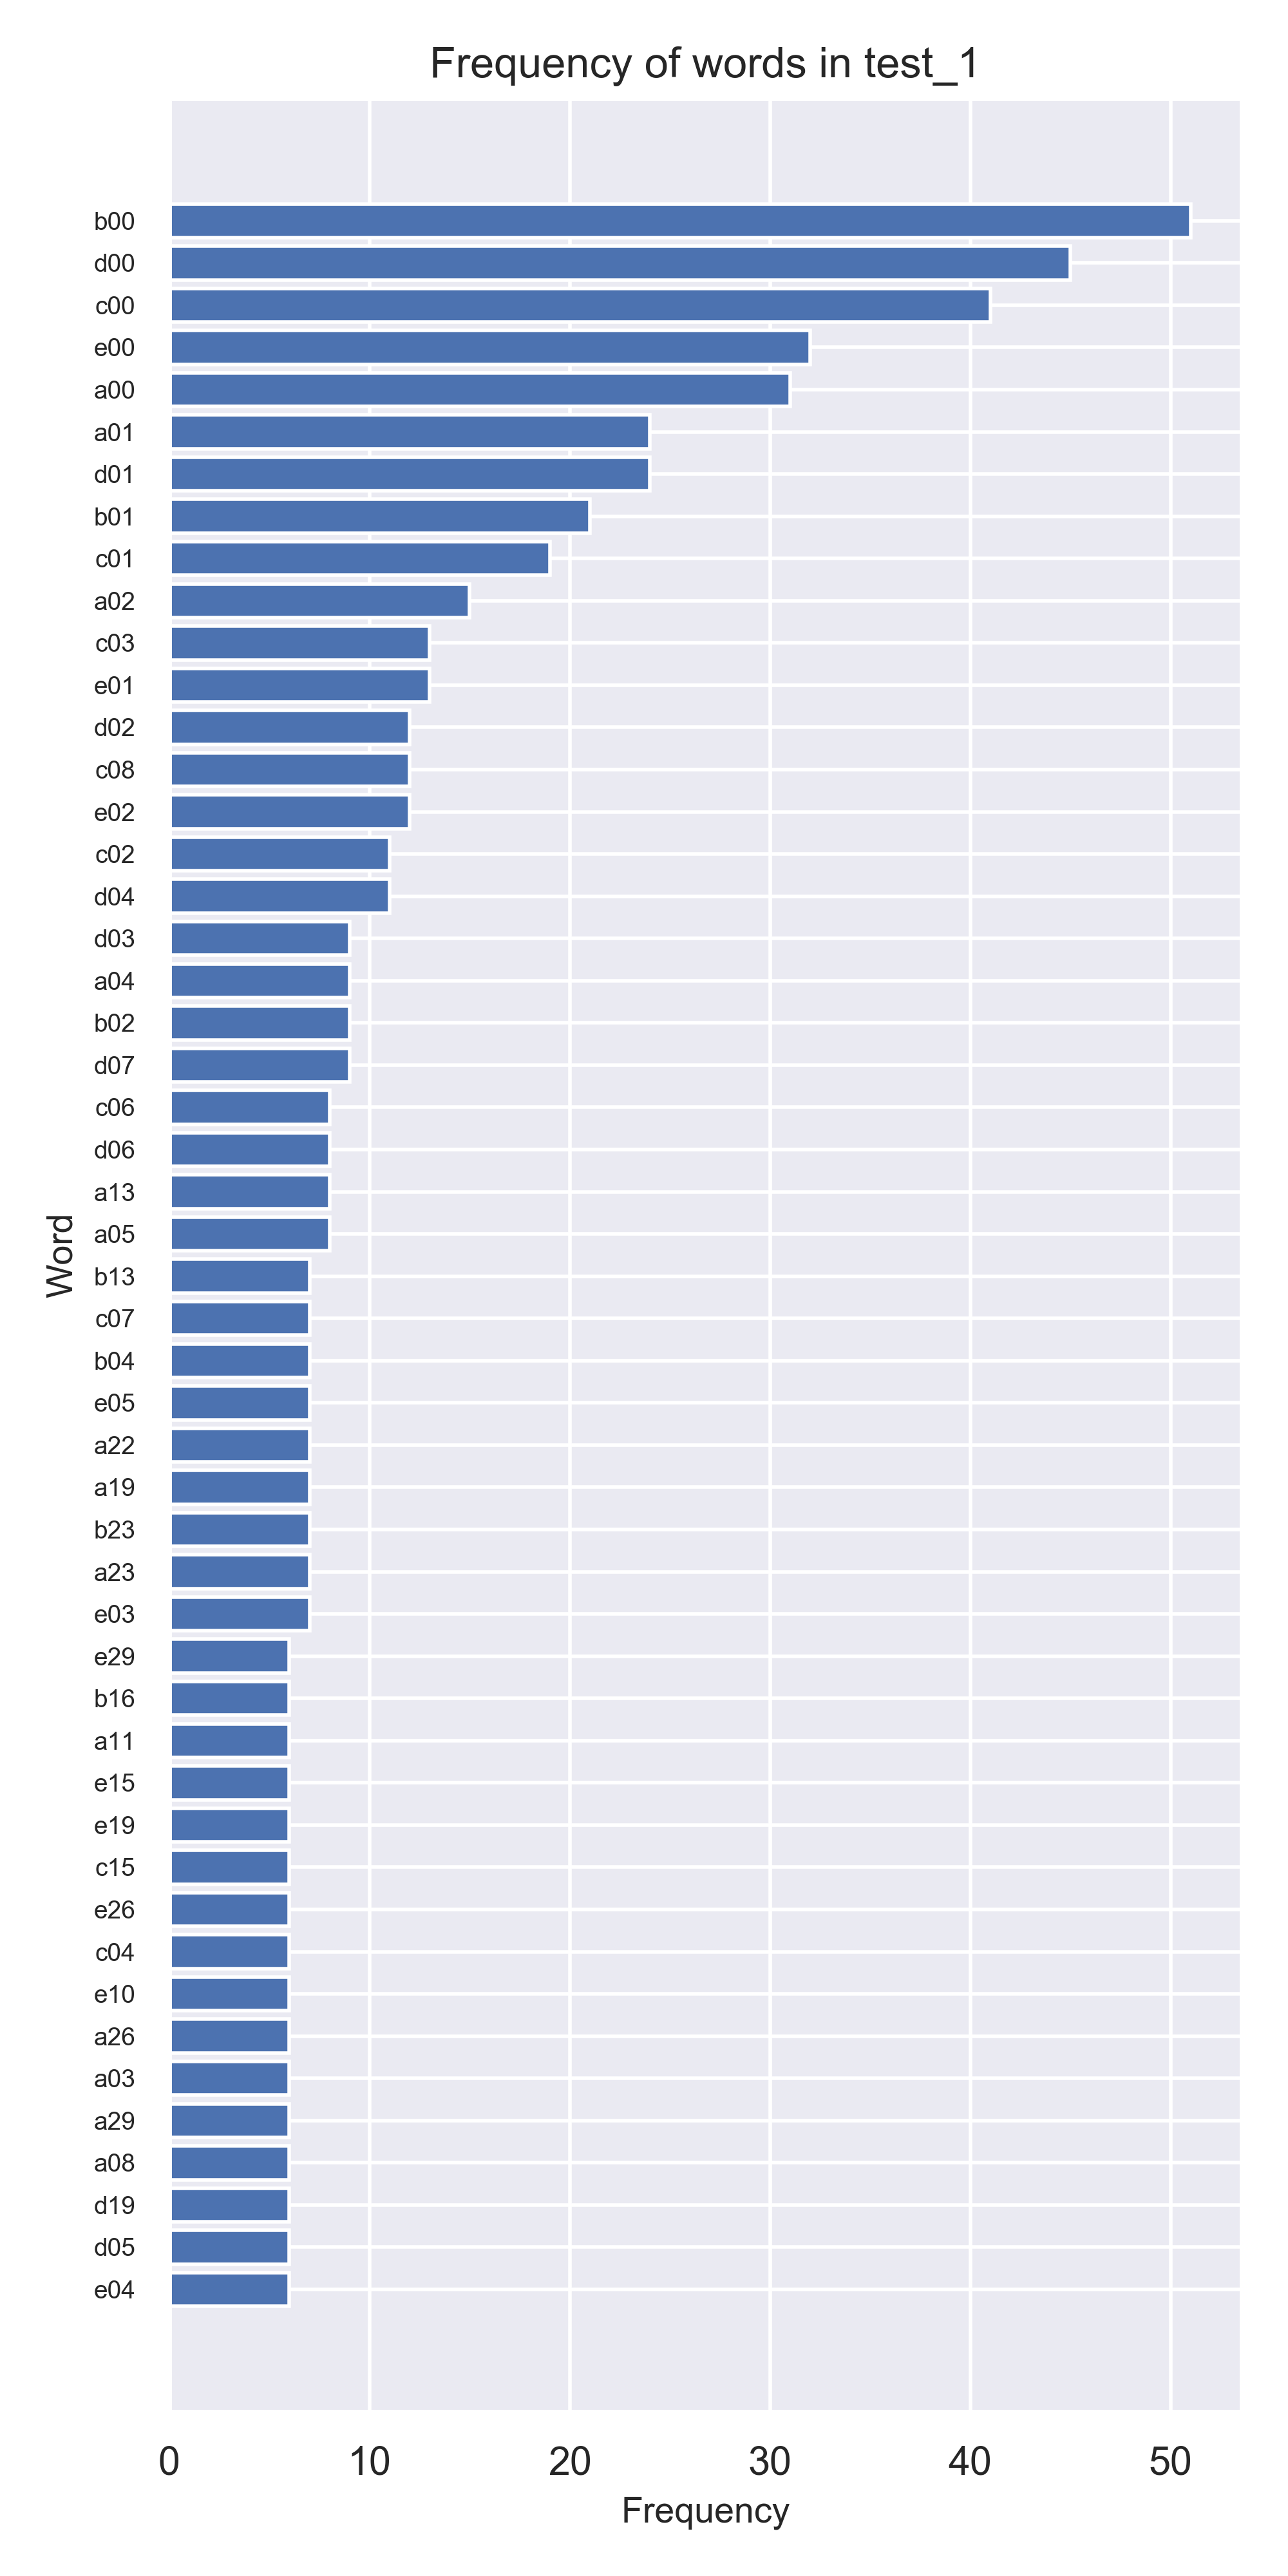 Frequency of words in test_1
b00
d00
c00
e00
a00
a01
d01
b01
c01
a02
c03
e01
d02
c08
e02
c02
d04
d03
a04
b02
d07
c06
d06
a13
a05
b13
c07
b04
e05
a22
a19
b23
a23
e03
e29
b16
a11
e15
e19
c15
e26
c04
e10
a26
a03
a29
a08
d19
d05
e04
Word
0 10 20 30 40 50
Frequency